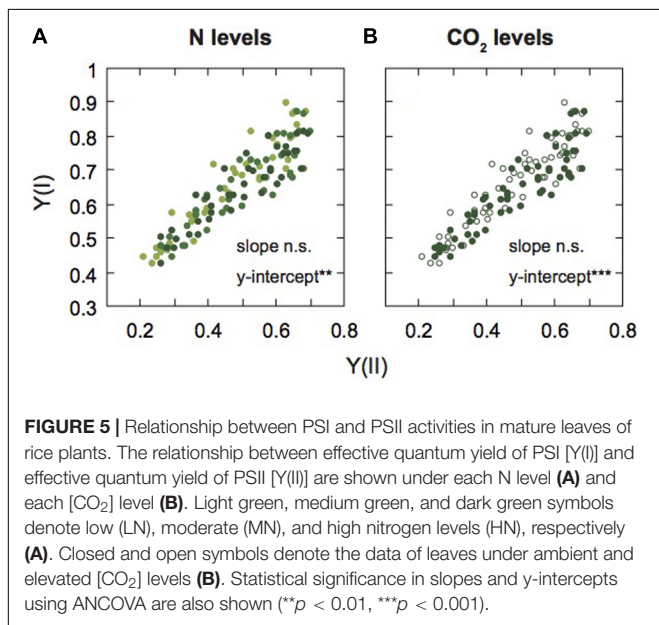 A N levels
B CO₂ levels
1
0.9
0.8
0.7
0.6
0.5
0.4
0.3
Y(I)
slope n.s.
y-intercept**
slope n.s.
y-intercept***
0.2 0.4 0.6 0.8
0.2 0.4 0.6 0.8
Y(II)
FIGURE 5 | Relationship between PSI and PSII activities in mature leaves of
rice plants. The relationship between effective quantum yield of PSI [Y(I)] and
effective quantum yield of PSII [Y(II)] are shown under each N level (A) and
each [CO₂] level (B). Light green, medium green, and dark green symbols
denote low (LN), moderate (MN), and high nitrogen levels (HN), respectively
(A). Closed and open symbols denote the data of leaves under ambient and
elevated [CO₂] levels (B). Statistical significance in slopes and y-intercepts
using ANCOVA are also shown (**p < 0.01, ***p < 0.001).